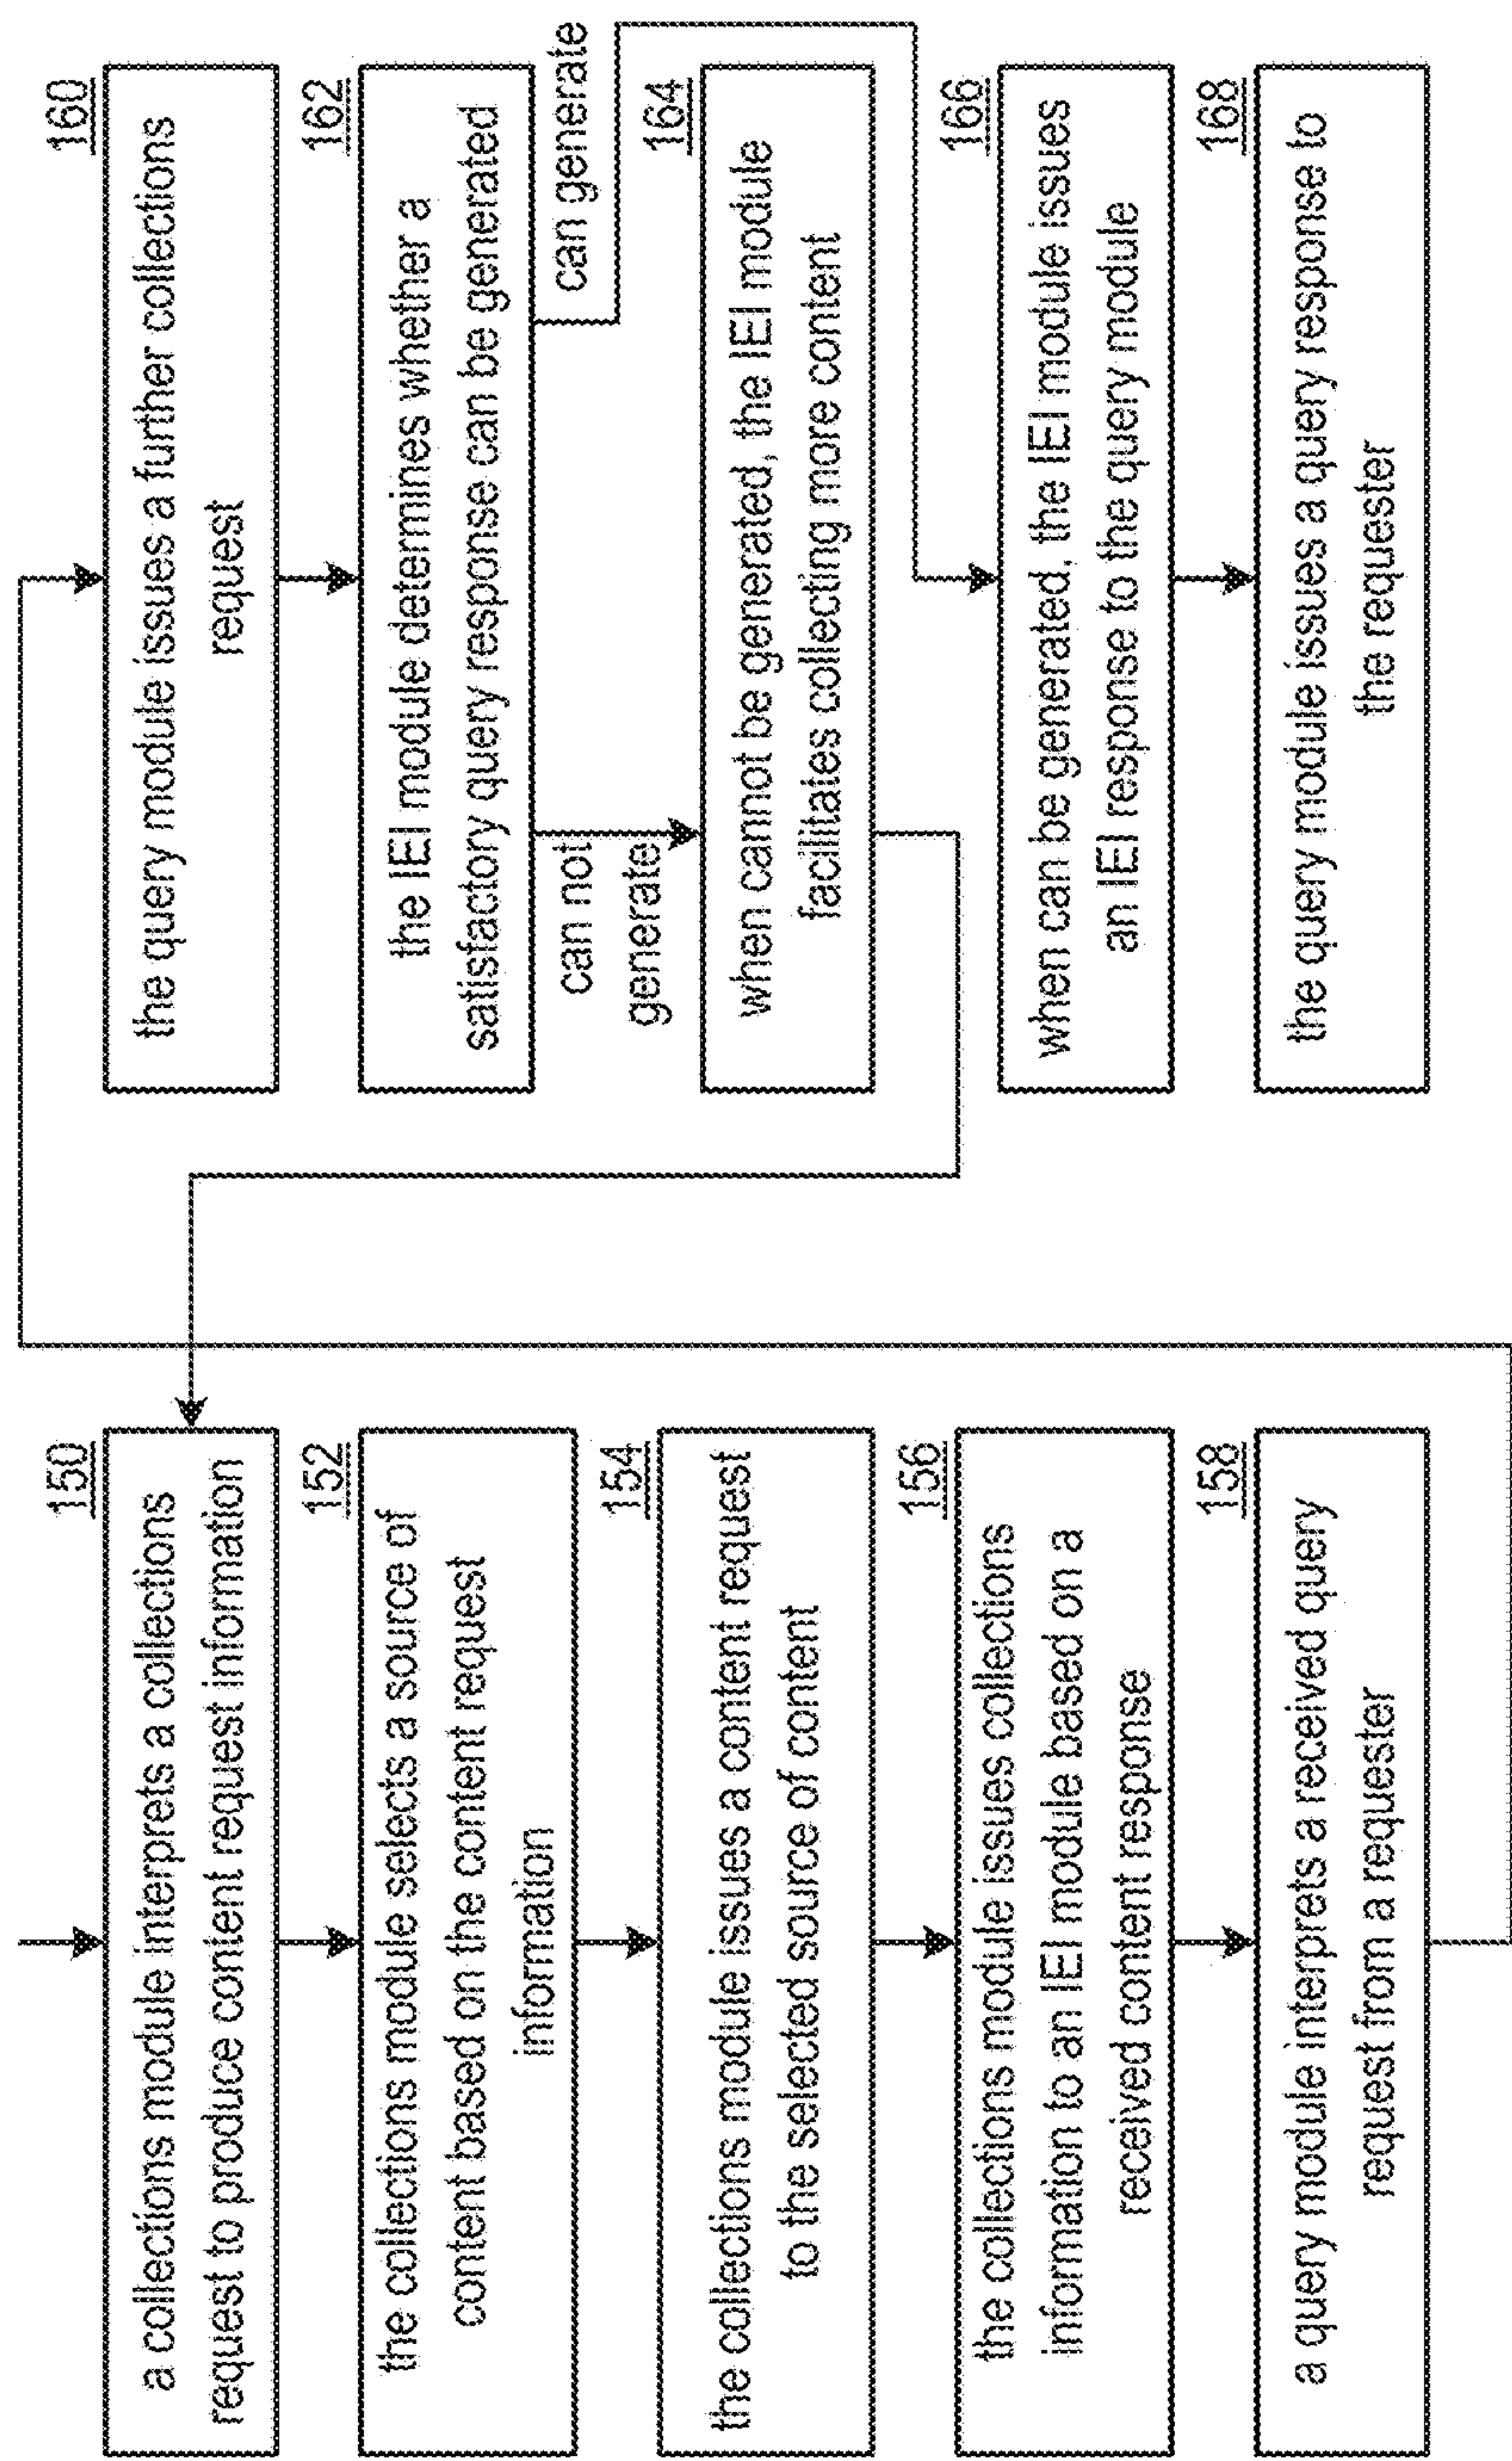 150
a collections module interprets a collections
request to produce content request information
152
the collections module selects a source of
content based on the content request
information
154
the collections module issues a content request
to the selected source of content
156
the collections module issues collections
information to an IEI module based on a
received content response
158
a query module interprets a received query
request from a requester
160
the query module issues a further collections
request
162
the IEI module determines whether a
satisfactory query response can be generated
can not
generate
can generate
164
when cannot be generated, the IEI module
facilitates collecting more content
166
when can be generated, the IEI module issues
an IEI response to the query module
168
the query module issues a query response to
the requester